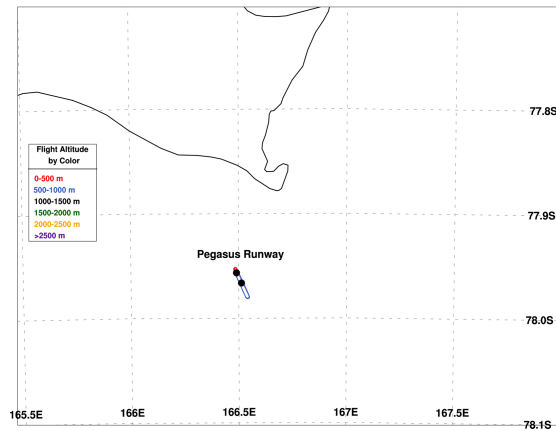 77.8S
Flight Altitude
by Color
0-500 m
500-1000 m
1000-1500 m
1500-2000 m
2000-2500 m
>2500 m
77.9S
Pegasus Runway
78.0S
165.5E
166E
166.5E
167E
167.5E
78.1S